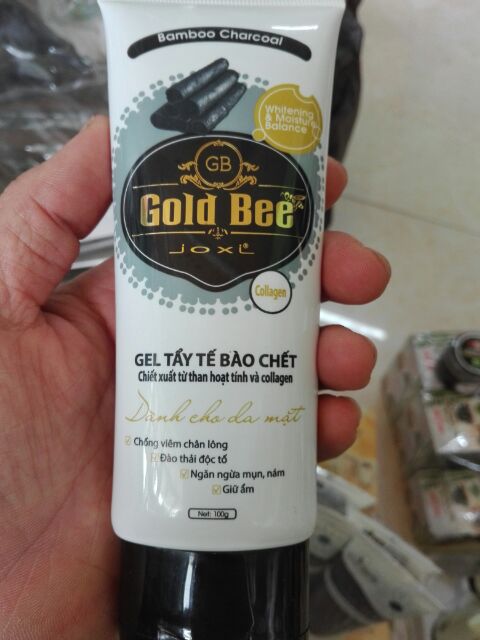 Bamboo Charcoal
Whitening
& Moisture
Balance
GB
Gold Bee
JOXI®
Collagen
GEL TẨY TẾ BÀO CHẾT
Chiết xuất từ than hoạt tính và collagen
Dành cho da mặt
Chống viêm chân lông
Đào thải độc tố
Ngăn ngừa mụn, nám
Giữ ẩm
Net: 100g